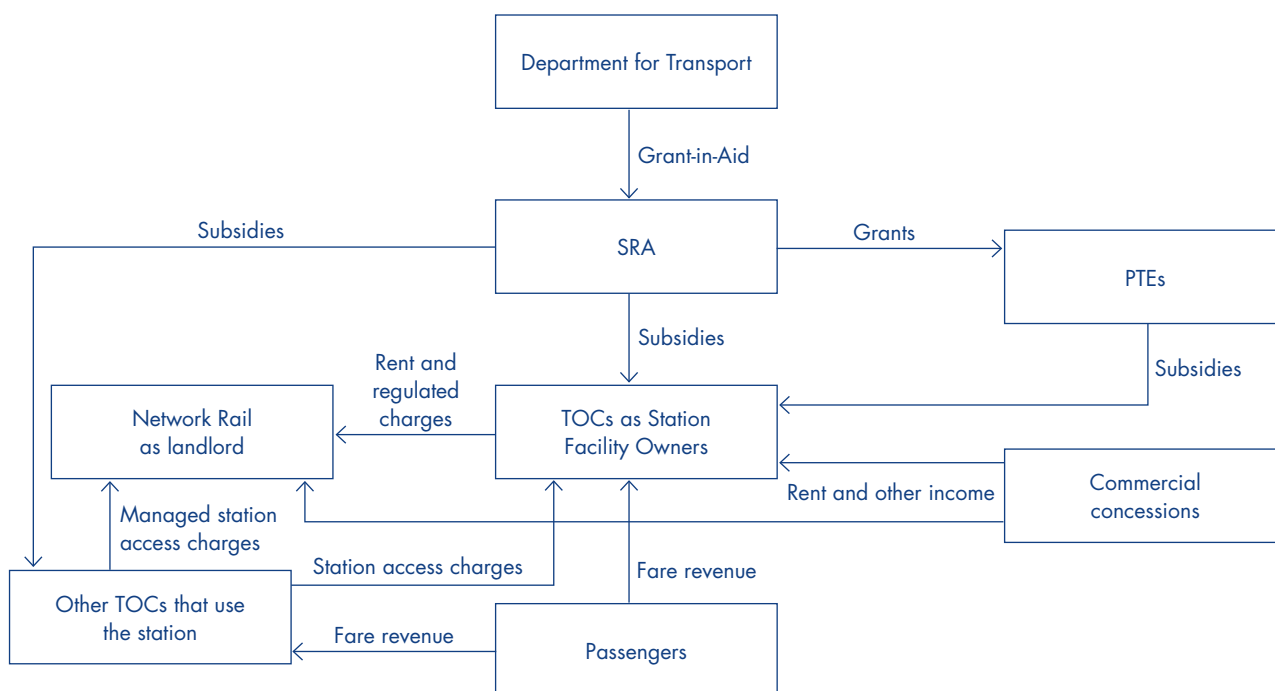 Department for Transport
Grant-in-Aid
Subsidies
SRA
Grants
PTEs
Subsidies
Subsidies
Rent and
regulated
charges
Network Rail
as landlord
TOCs as Station
Facility Owners
Rent and other income
Commercial
concessions
Managed station
access charges
Station access charges
Fare revenue
Other TOCs that use
the station
Fare revenue
Passengers